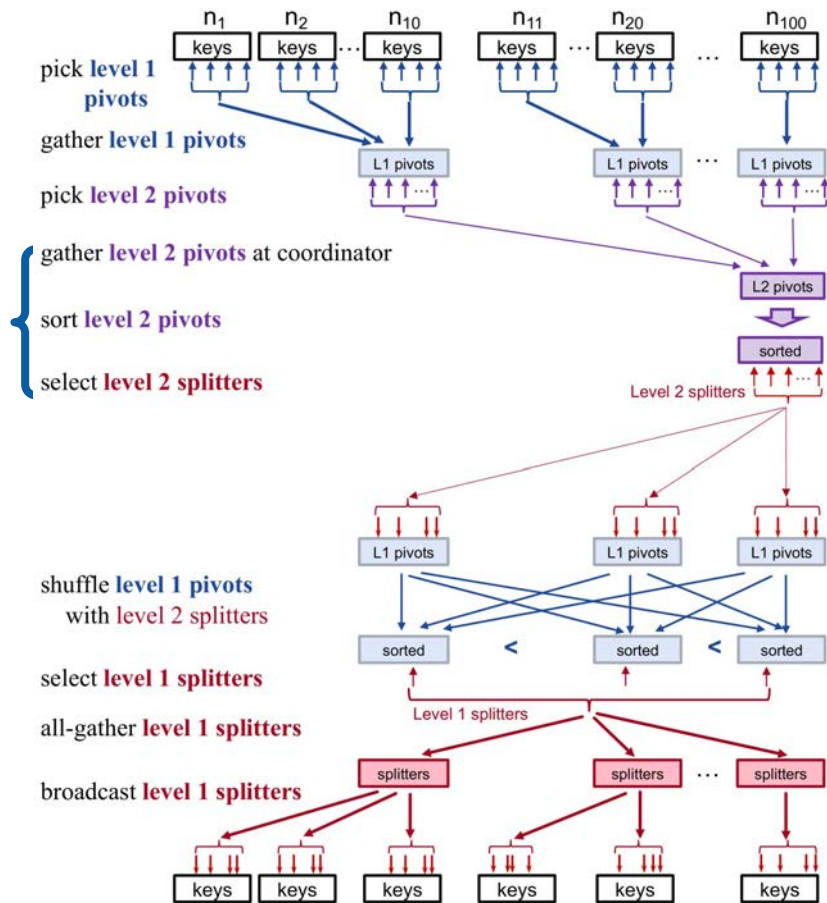 n1 n2 n10 n11 n20 n100
keys keys ... keys keys ... keys ... keys
pick level 1
pivots
gather level 1 pivots
L1 pivots L1 pivots ... L1 pivots
pick level 2 pivots
... ... ...
gather level 2 pivots at coordinator
L2 pivots
sort level 2 pivots
sorted
select level 2 splitters
Level 2 splitters ...
L1 pivots L1 pivots L1 pivots
shuffle level 1 pivots
with level 2 splitters
sorted < sorted < sorted
select level 1 splitters
Level 1 splitters
all-gather level 1 splitters
splitters splitters ... splitters
broadcast level 1 splitters
keys keys keys keys keys keys